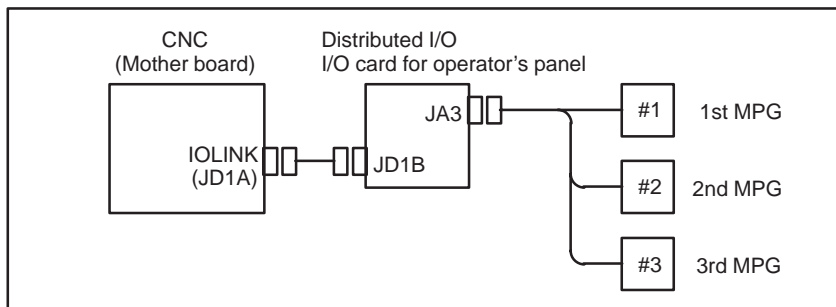 CNC
(Mother board)
Distributed I/O
I/O card for operator’s panel
IOLINK
(JD1A)
JD1B
JA3
#1
1st MPG
#2
2nd MPG
#3
3rd MPG